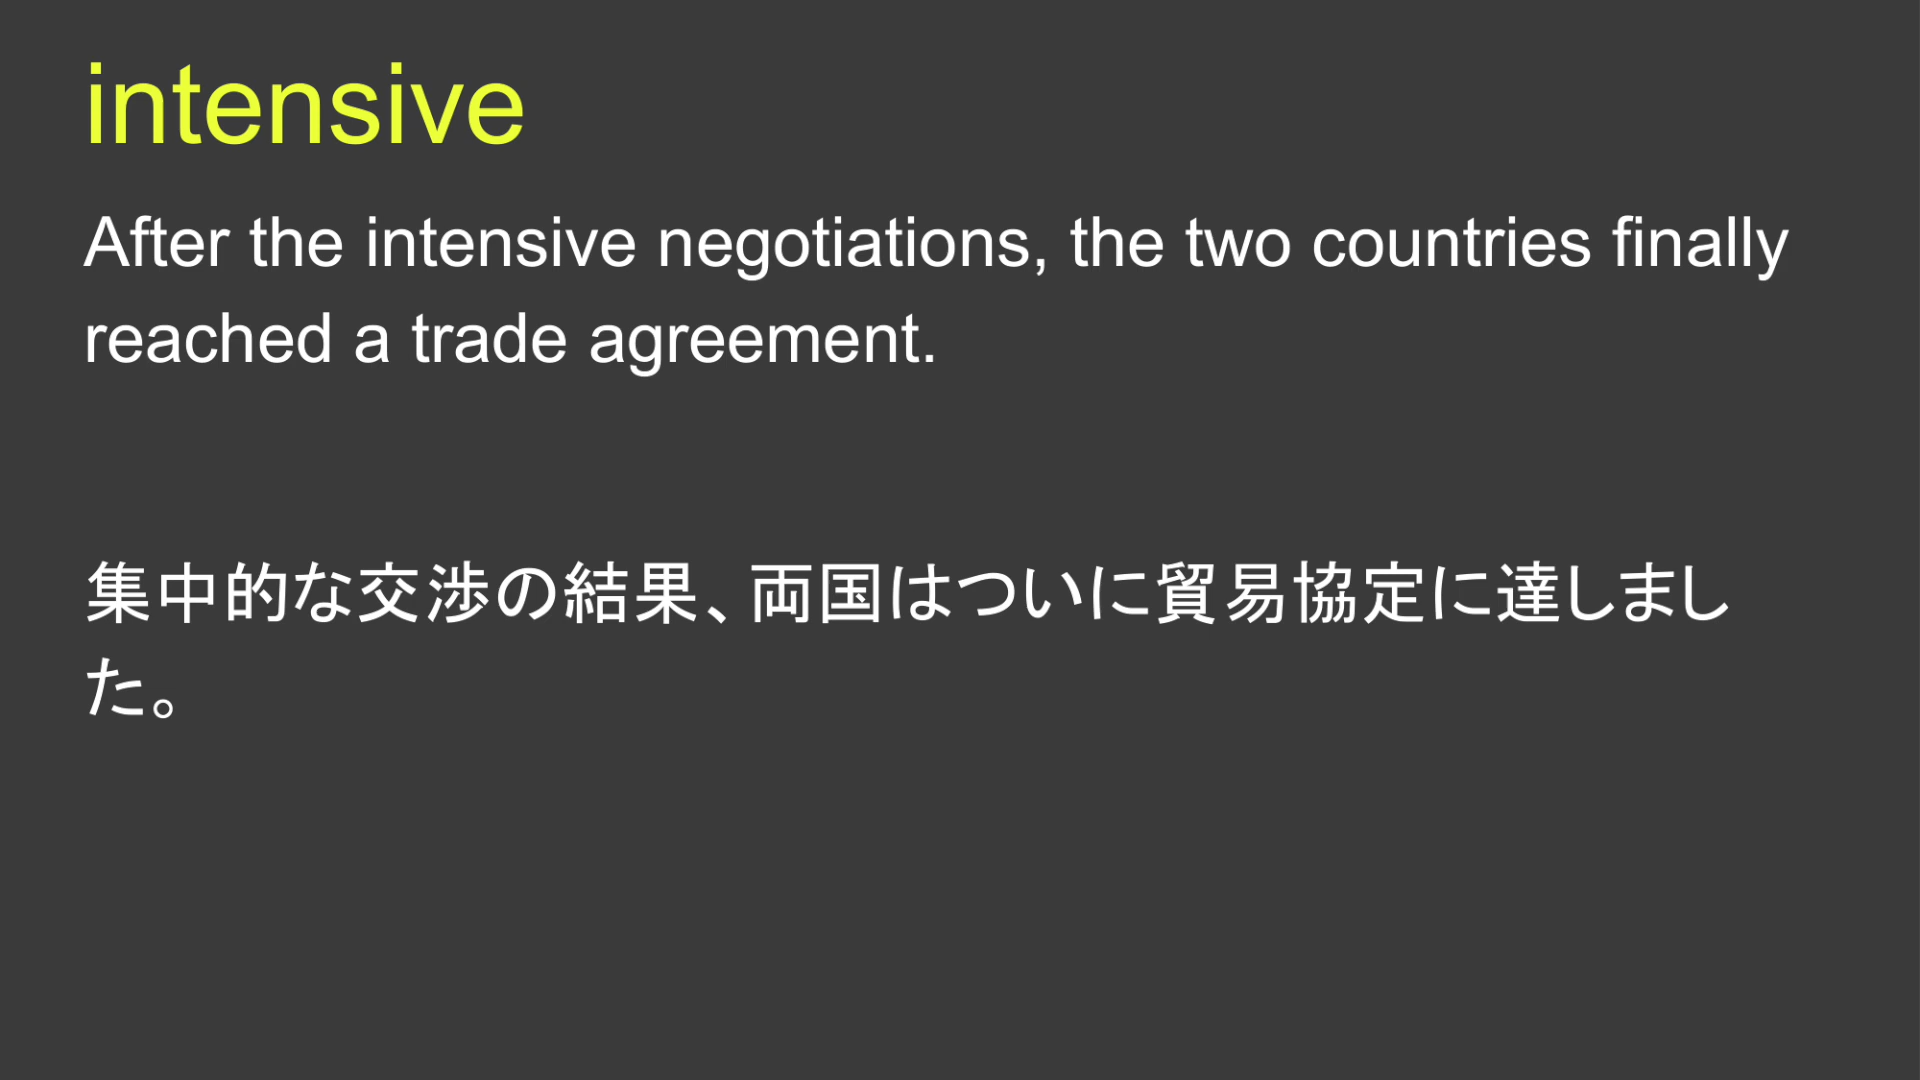 intensive
After the intensive negotiations, the two countries finally
reached a trade agreement.
集中的な交渉の結果、両国はついに貿易協定に達しまし
た。